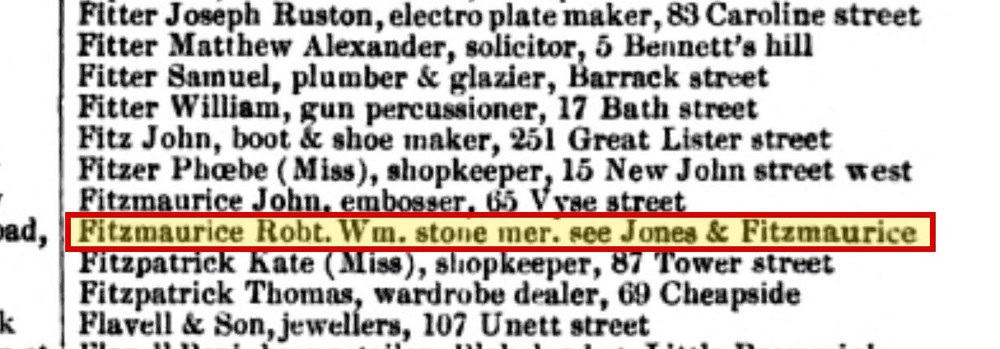 Fitter Joseph Ruston, electro plate maker, 83 Caroline street
Fitter Matthew Alexander, solicitor, 5 Bennett's hill
Fitter Samuel, plumber & glazier, Barrack street
Fitter William, gun percussioner, 17 Bath street
Fitz John, boot & shoe maker, 251 Great Lister street
Fitzer Phœbe (Miss), shopkeeper, 15 New John street west
Fitzmaurice John, embosser, 65 Vyse street
Fitzmaurice Robt. Wm. stone mer. see Jones & Fitzmaurice
Fitzpatrick Kate (Miss), shopkeeper, 87 Tower street
Fitzpatrick Thomas, wardrobe dealer, 69 Cheapside
Flavell & Son, jewellers, 107 Unett street